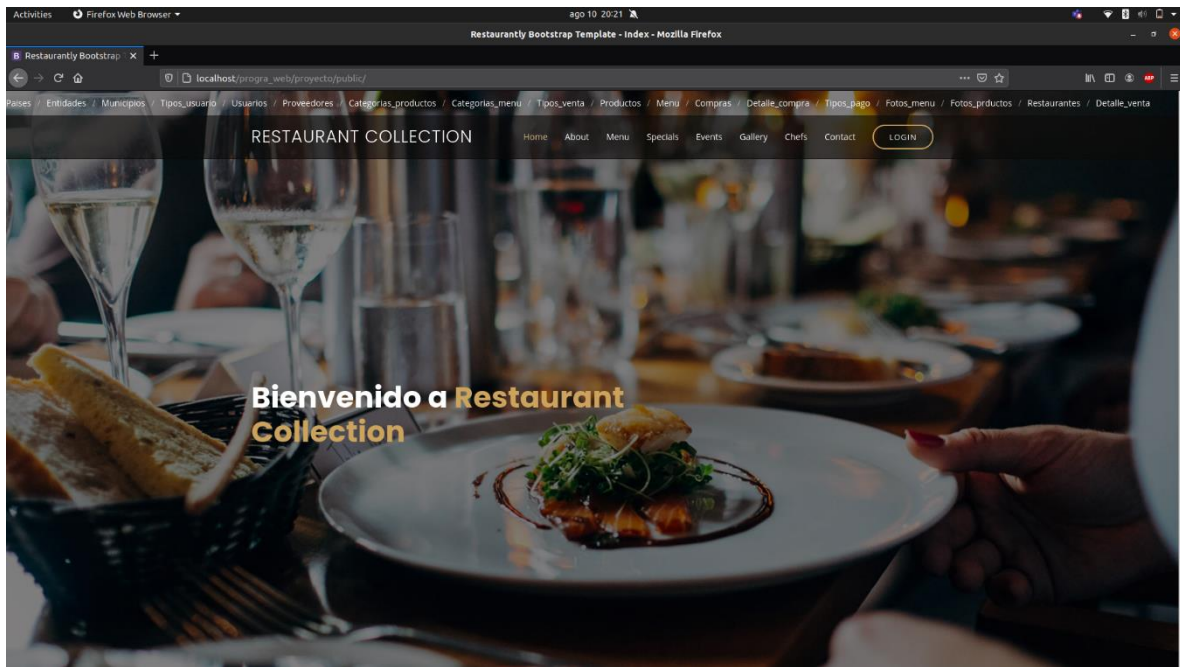 Activities Firefox Web Browser ago 10 20:21
Restaurantly Bootstrap Template - Index - Mozilla Firefox
B Restaurantly Bootstrap T × +
localhost/progra_web/proyecto/public/ ABP
Paises / Entidades / Municipios / Tipos_usuario / Usuarios / Proveedores / Categorias_productos / Categorias_menu / Tipos_venta / Productos / Menu / Compras / Detalle_compra / Tipos_pago / Fotos_menu / Fotos_prductos / Restaurantes / Detalle_venta
RESTAURANT COLLECTION Home About Menu Specials Events Gallery Chefs Contact LOGIN
Bienvenido a Restaurant
Collection